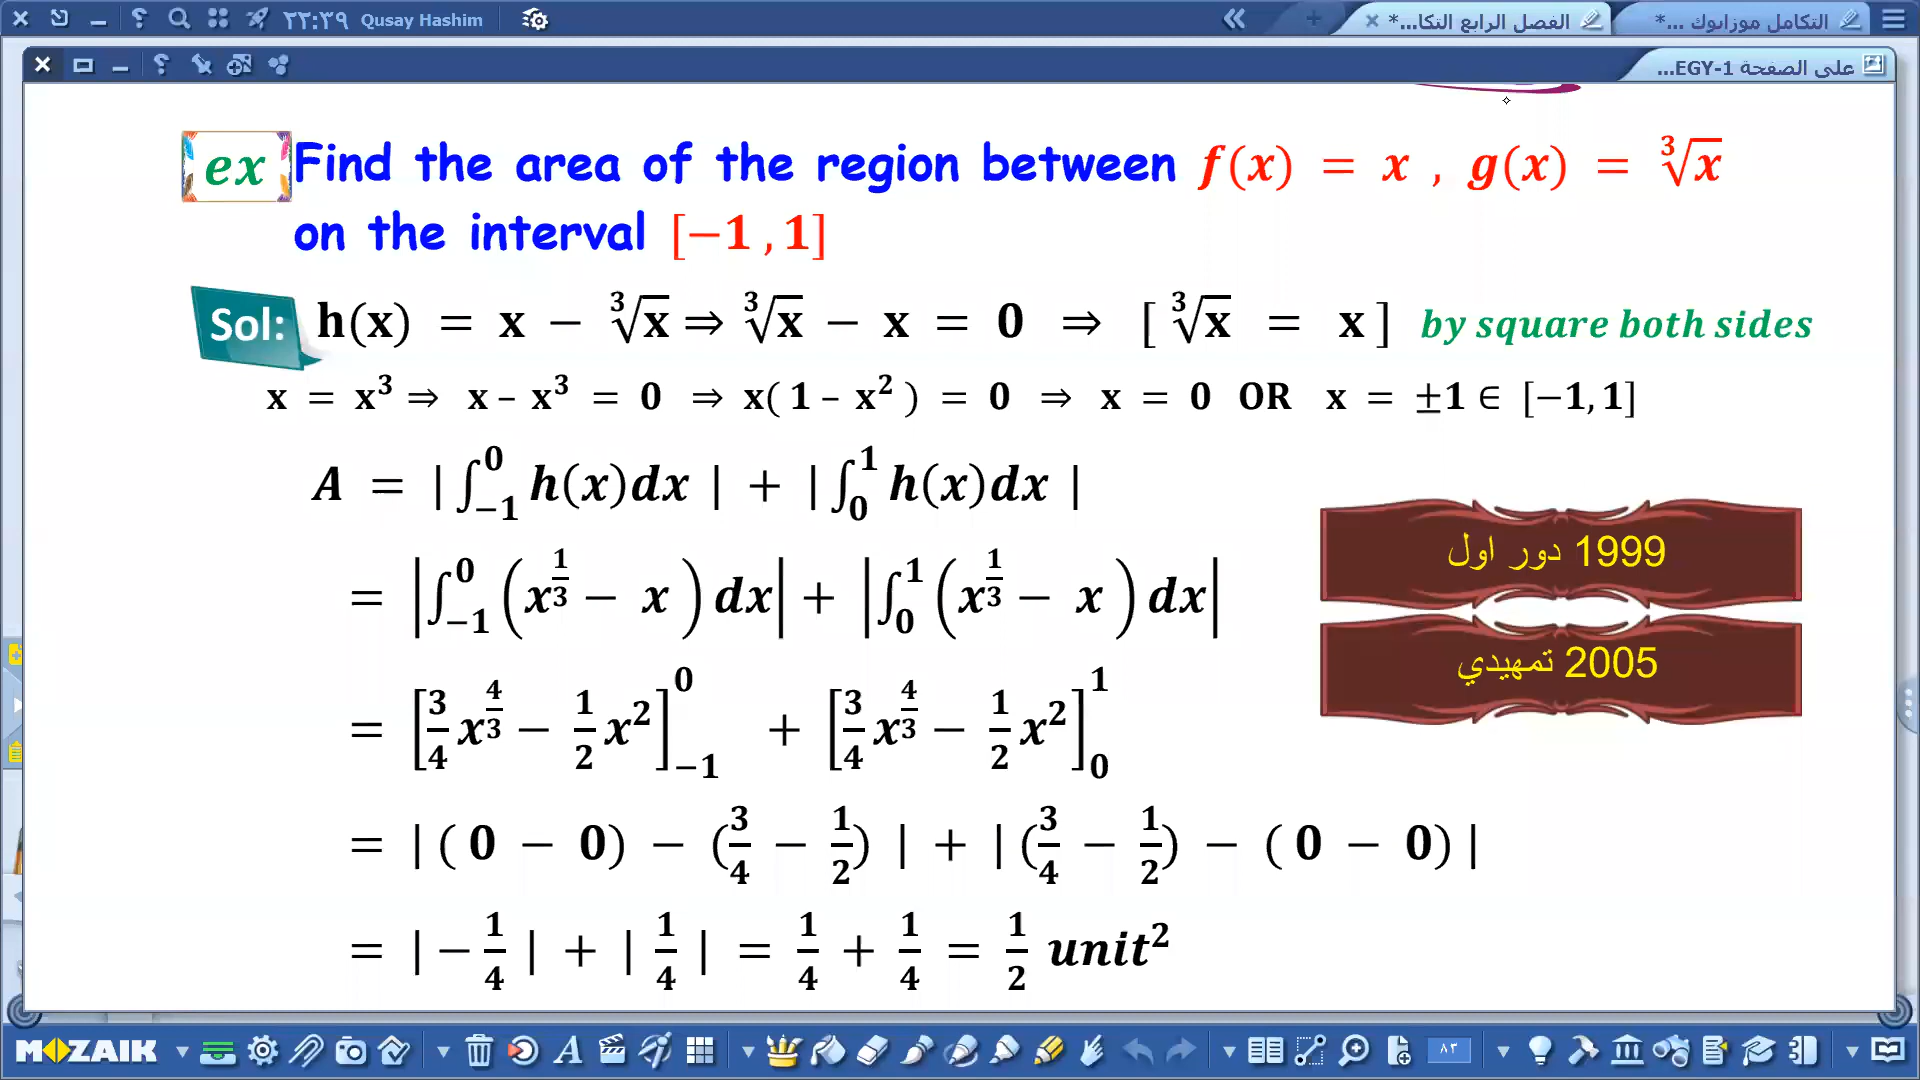 ٢٢:٣٩ Qusay Hashim
الفصل الرابع التكا...*
التكامل موزابوك ...*
على الصفحة EGY-1...
ex Find the area of the region between f(x) = x , g(x) = ∛x
on the interval [−1 , 1]
Sol: h(x) = x − ∛x ⇒ ∛x − x = 0 ⇒ [ ∛x = x ] by square both sides
x = x³ ⇒ x – x³ = 0 ⇒ x( 1 – x² ) = 0 ⇒ x = 0 OR x = ±1 ∈ [−1, 1]
A = | ∫₋₁⁰ h(x)dx | + | ∫₀¹ h(x)dx |
= | ∫₋₁⁰ ( x^(1/3) − x ) dx | + | ∫₀¹ ( x^(1/3) − x ) dx |
1999 دور اول
2005 تمهيدي
= [ 3/4 x^(4/3) − 1/2 x² ]₋₁⁰ + [ 3/4 x^(4/3) − 1/2 x² ]₀¹
= | ( 0 − 0) − (3/4 − 1/2) | + | (3/4 − 1/2) − ( 0 − 0) |
= | − 1/4 | + | 1/4 | = 1/4 + 1/4 = 1/2 unit²
MOZAIK
٨٣